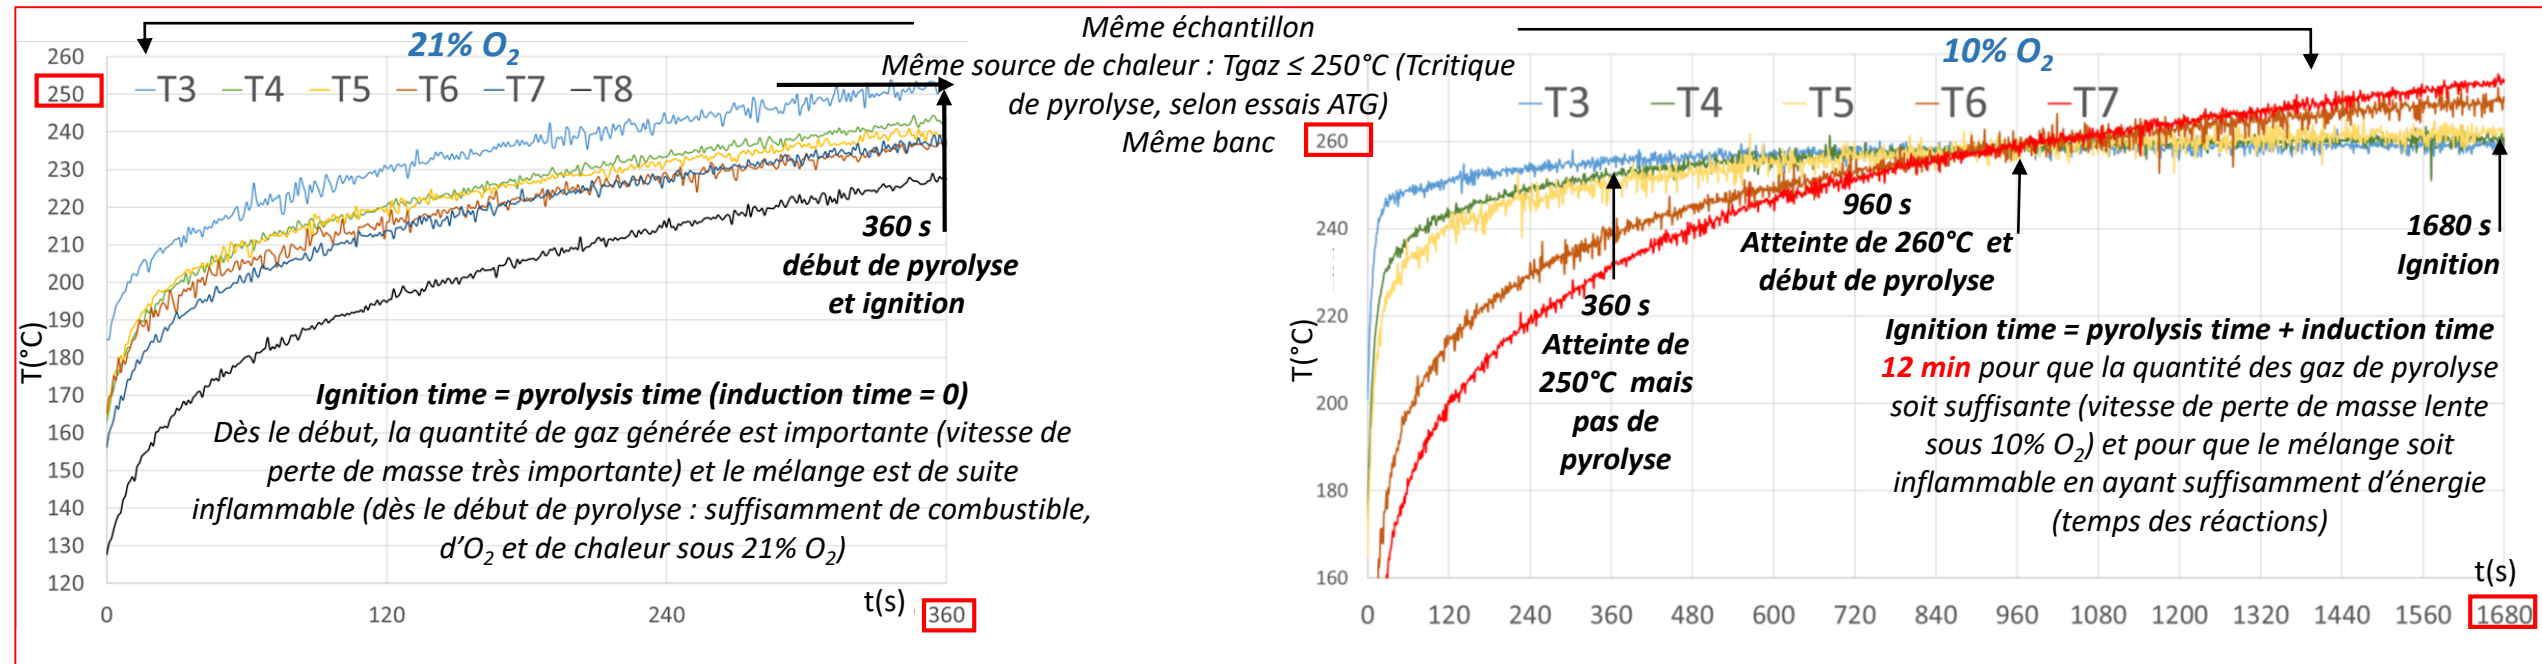 Même échantillon
Même source de chaleur : Tgaz ≤ 250°C (Tcritique
de pyrolyse, selon essais ATG)
Même banc
21% O2
T3 T4 T5 T6 T7 T8
T(°C)
260
250
240
230
220
210
200
190
180
170
160
150
140
130
120
360 s
début de pyrolyse
et ignition
Ignition time = pyrolysis time (induction time = 0)
Dès le début, la quantité de gaz générée est importante (vitesse de
perte de masse très importante) et le mélange est de suite
inflammable (dès le début de pyrolyse : suffisamment de combustible,
d'O2 et de chaleur sous 21% O2)
0 120 240 360
t(s)
10% O2
T3 T4 T5 T6 T7
T(°C)
260
240
220
200
180
160
360 s
Atteinte de
250°C mais
pas de
pyrolyse
960 s
Atteinte de 260°C et
début de pyrolyse
1680 s
Ignition
Ignition time = pyrolysis time + induction time
12 min pour que la quantité des gaz de pyrolyse
soit suffisante (vitesse de perte de masse lente
sous 10% O2) et pour que le mélange soit
inflammable en ayant suffisamment d'énergie
(temps des réactions)
t(s)
0 120 240 360 480 600 720 840 960 1080 1200 1320 1440 1560 1680